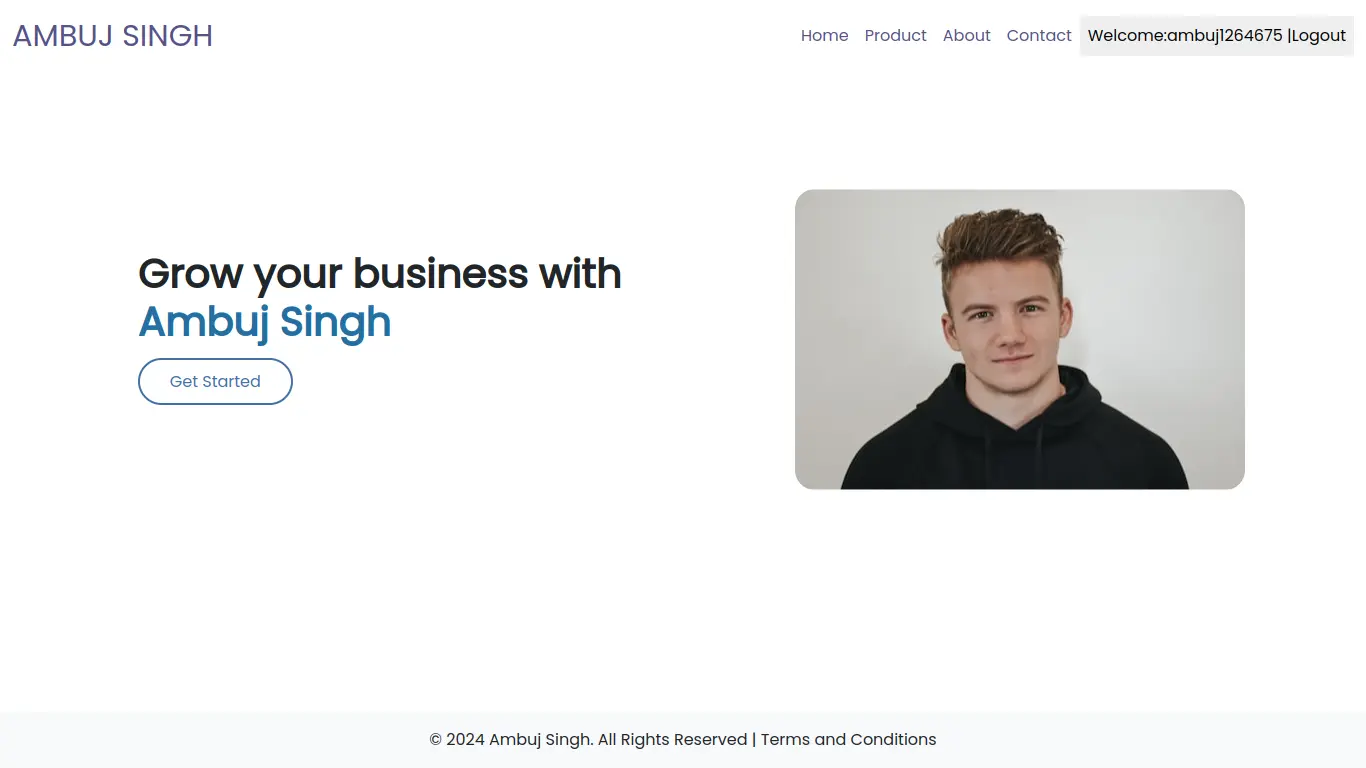 AMBUJ SINGH
Home Product About Contact Welcome:ambuj1264675 |Logout
Grow your business with
Ambuj Singh
Get Started
© 2024 Ambuj Singh. All Rights Reserved | Terms and Conditions